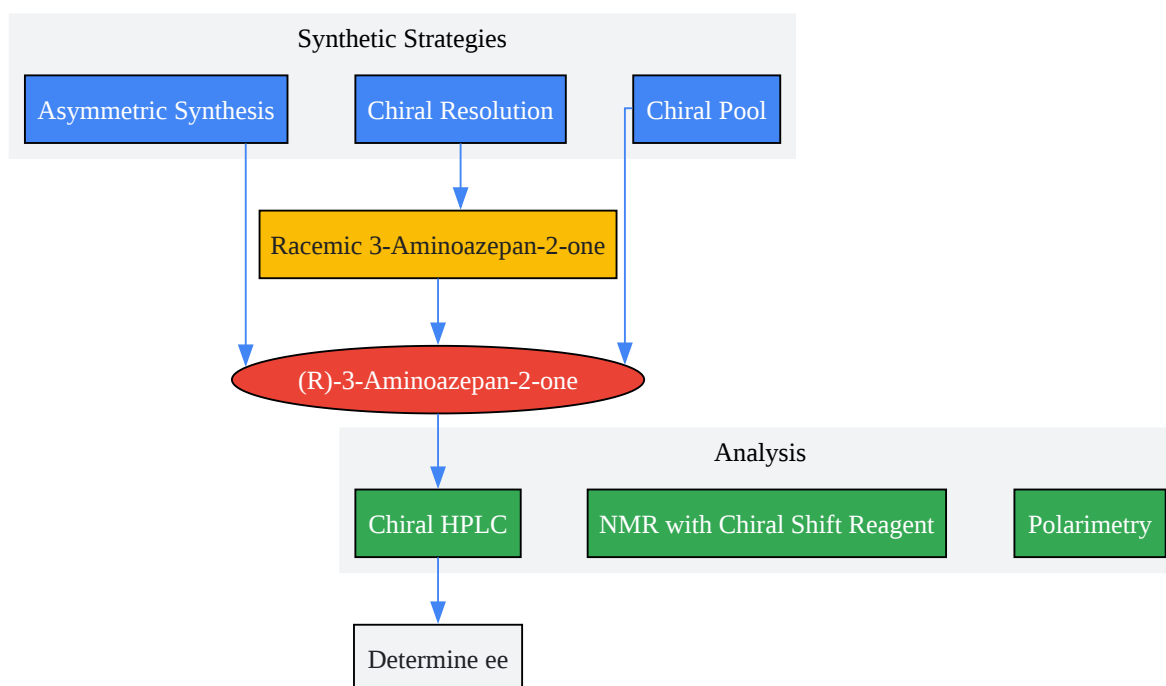 Synthetic Strategies
Asymmetric Synthesis
Chiral Resolution
Chiral Pool
Racemic 3-Aminoazepan-2-one
(R)-3-Aminoazepan-2-one
Analysis
Chiral HPLC
NMR with Chiral Shift Reagent
Polarimetry
Determine ee